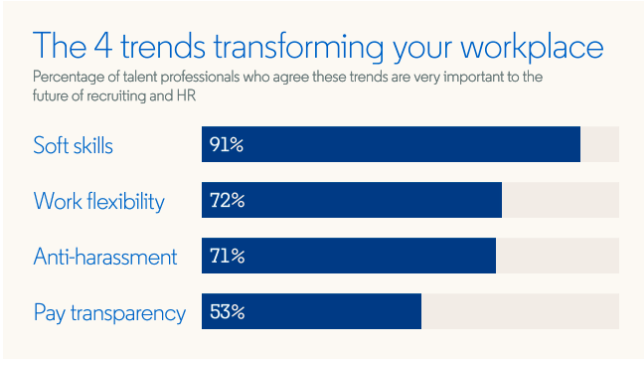 The 4 trends transforming your workplace
Percentage of talent professionals who agree these trends are very important to the
future of recruiting and HR
Soft skills 91%
Work flexibility 72%
Anti-harassment 71%
Pay transparency 53%